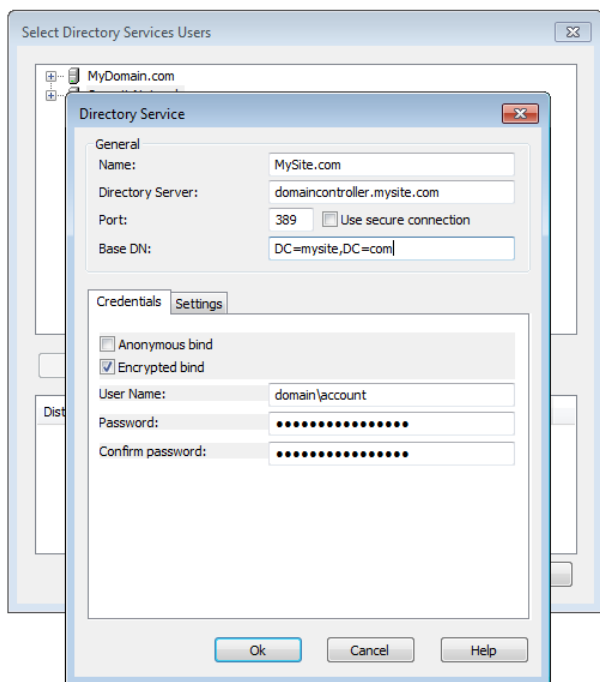 Select Directory Services Users
MyDomain.com
Directory Service
General
Name: MySite.com
Directory Server: domaincontroller.mysite.com
Port: 389 Use secure connection
Base DN: DC=mysite,DC=com
Credentials Settings
Anonymous bind
Encrypted bind
User Name: domain\account
Dist
Password: ●●●●●●●●●●●●●●●●
Confirm password: ●●●●●●●●●●●●●●●●
Ok Cancel Help